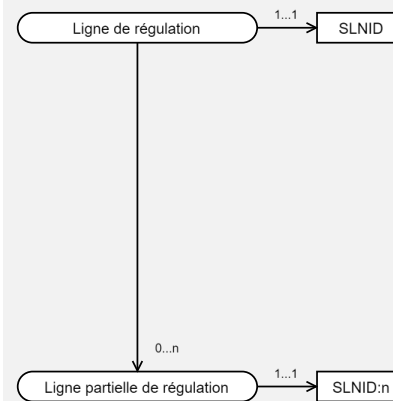 Ligne de régulation
1...1
SLNID
0...n
Ligne partielle de régulation
1...1
SLNID:n